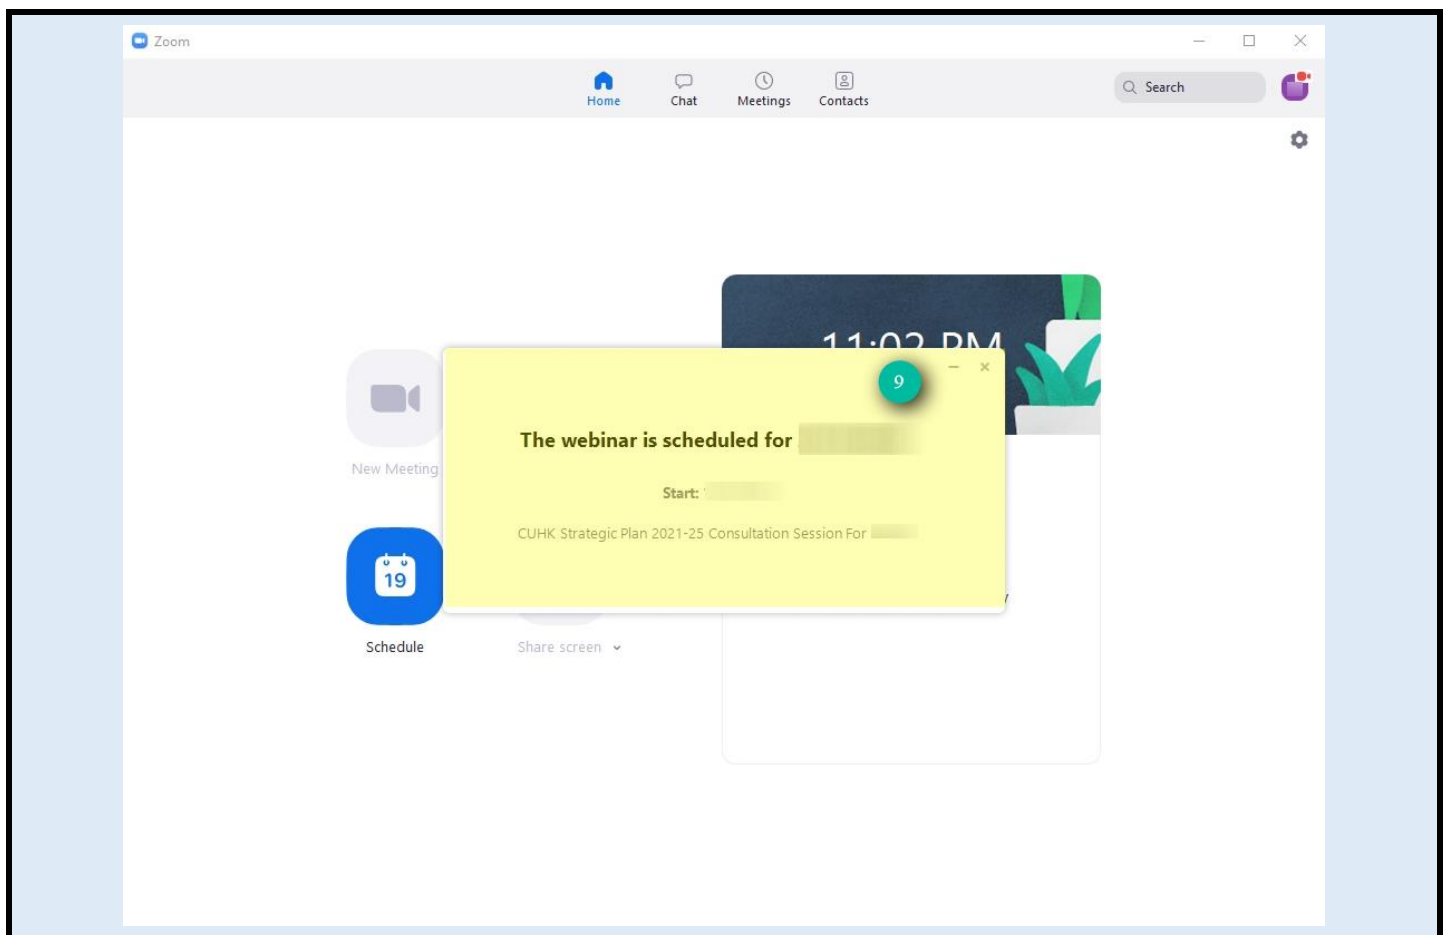 Zoom
Home
Chat
Meetings
Contacts
Search
11:02 PM
9
The webinar is scheduled for
New Meeting
Start:
CUHK Strategic Plan 2021-25 Consultation Session For
19
Schedule
Share screen